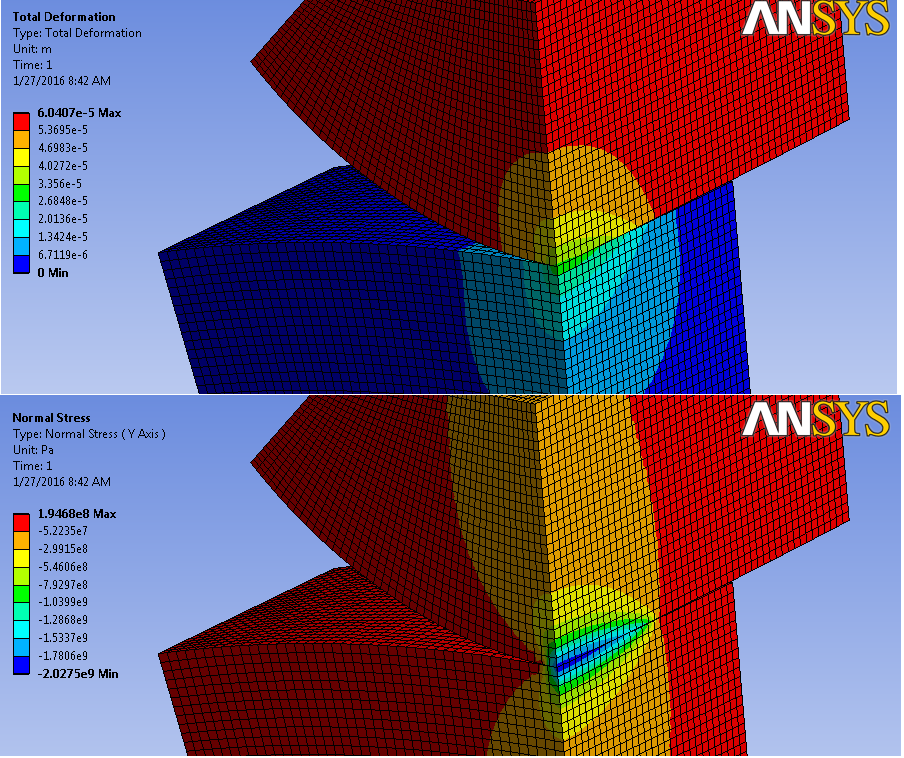 Total Deformation
Type: Total Deformation
Unit: m
Time: 1
1/27/2016 8:42 AM
6.0407e-5 Max
5.3695e-5
4.6983e-5
4.0272e-5
3.356e-5
2.6848e-5
2.0136e-5
1.3424e-5
6.7119e-6
0 Min
ANSYS
Normal Stress
Type: Normal Stress ( Y Axis )
Unit: Pa
Time: 1
1/27/2016 8:42 AM
1.9468e8 Max
-5.2235e7
-2.9915e8
-5.4606e8
-7.9297e8
-1.0399e9
-1.2868e9
-1.5337e9
-1.7806e9
-2.0275e9 Min
ANSYS